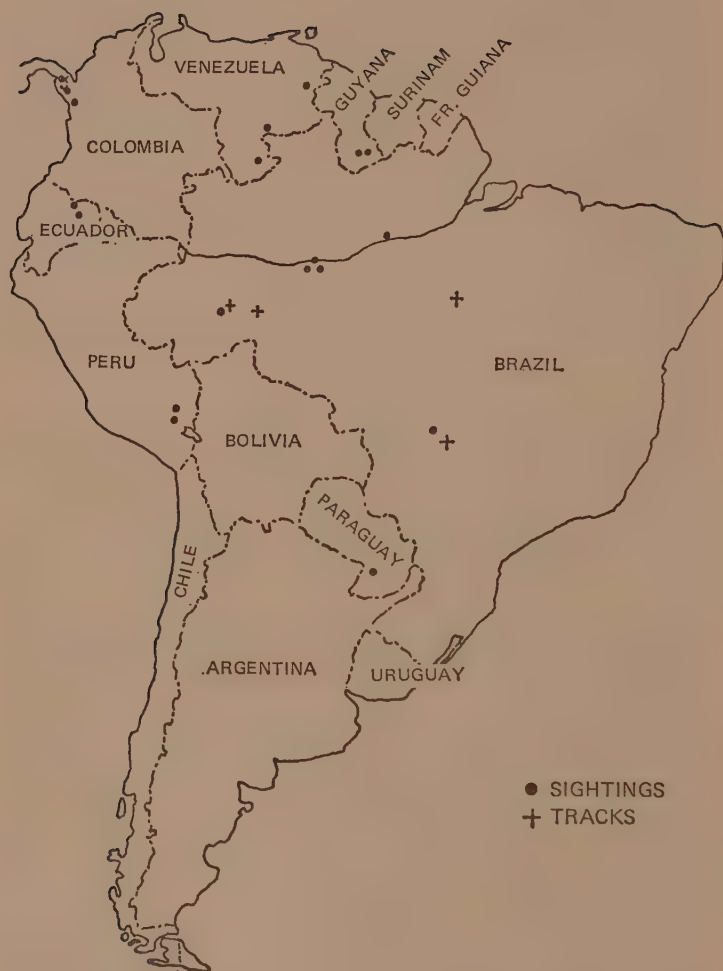 VENEZUELA
GUYANA
SURINAM
FR. GUIANA
COLOMBIA
ECUADOR
PERU
BRAZIL
BOLIVIA
PARAGUAY
CHILE
ARGENTINA
URUGUAY
SIGHTINGS
TRACKS